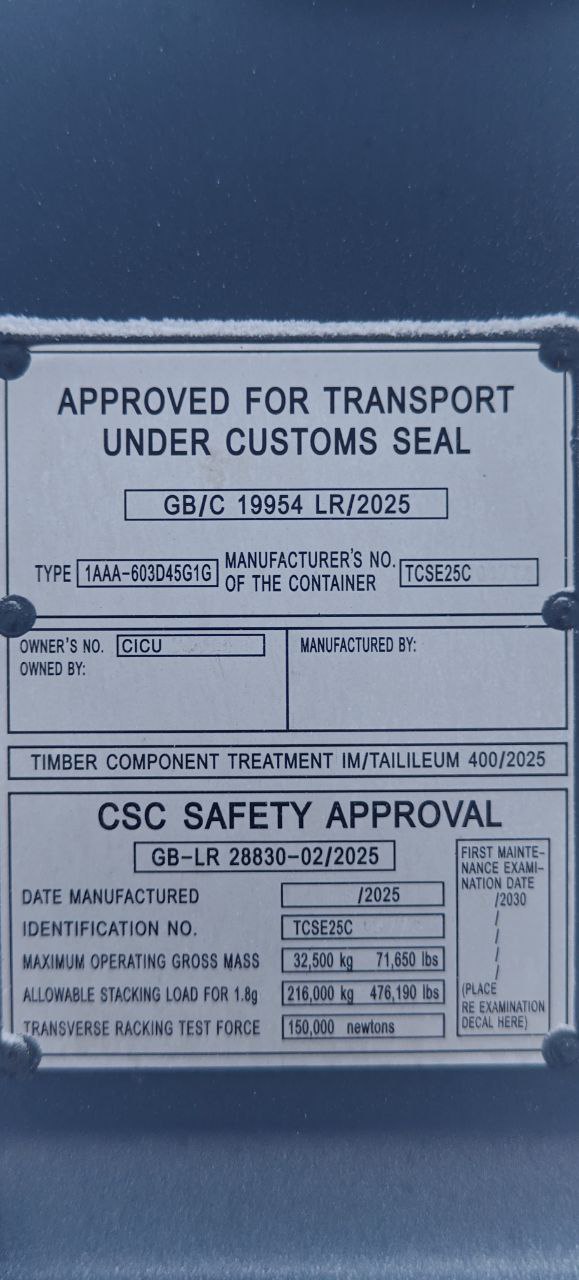 APPROVED FOR TRANSPORT
UNDER CUSTOMS SEAL
GB/C 19954 LR/2025
TYPE 1AAA-603D45G1G MANUFACTURER'S NO. OF THE CONTAINER TCSE25C
OWNER'S NO. CICU
OWNED BY:
MANUFACTURED BY:
TIMBER COMPONENT TREATMENT IM/TAILILEUM 400/2025
CSC SAFETY APPROVAL
GB-LR 28830-02/2025
DATE MANUFACTURED /2025
IDENTIFICATION NO. TCSE25C
MAXIMUM OPERATING GROSS MASS 32,500 kg 71,650 lbs
ALLOWABLE STACKING LOAD FOR 1.8g 216,000 kg 476,190 lbs
TRANSVERSE RACKING TEST FORCE 150,000 newtons
FIRST MAINTE-
NANCE EXAMI-
NATION DATE
/2030
/
/
/
/
(PLACE
RE EXAMINATION
DECAL HERE)